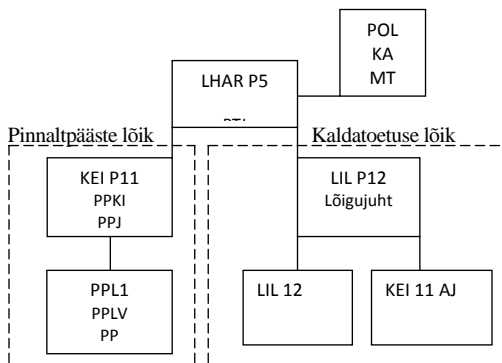 POL
KA
MT
LHAR P5
Pinnaltpääste lõik
Kaldatoetuse lõik
KEI P11
PPKI
PPJ
LIL P12
Lõigujuht
PPL1
PPLV
PP
LIL 12
KEI 11 AJ